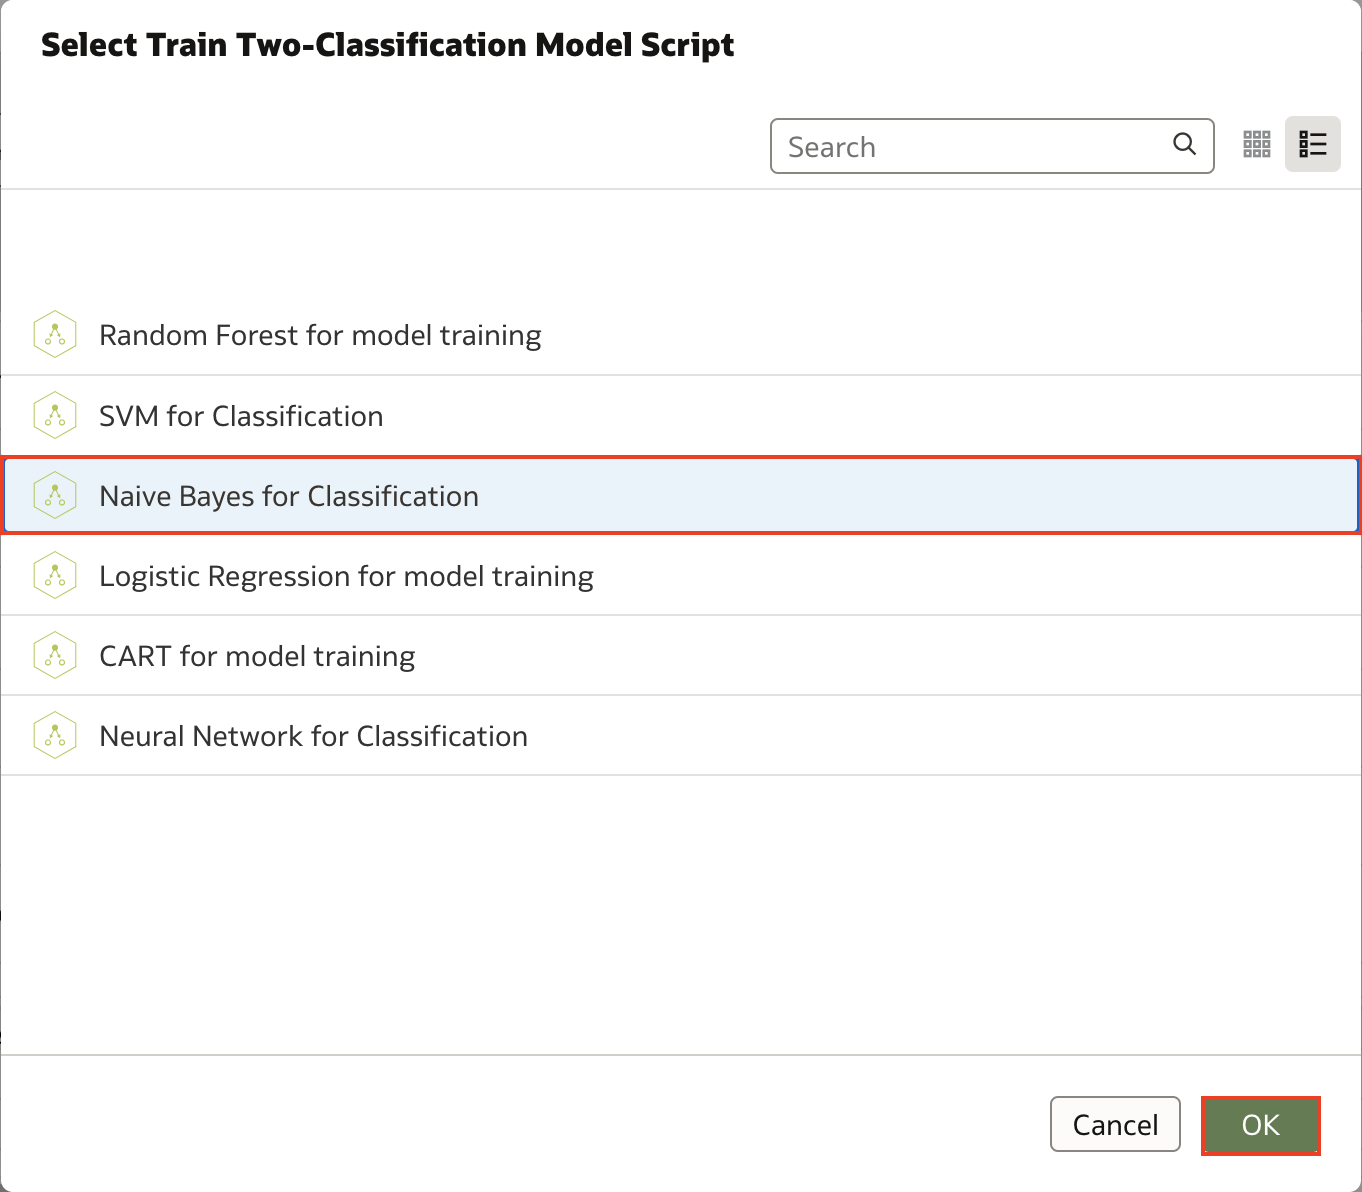 Select Train Two-Classification Model Script
Search
Random Forest for model training
SVM for Classification
Naive Bayes for Classification
Logistic Regression for model training
CART for model training
Neural Network for Classification
Cancel
OK